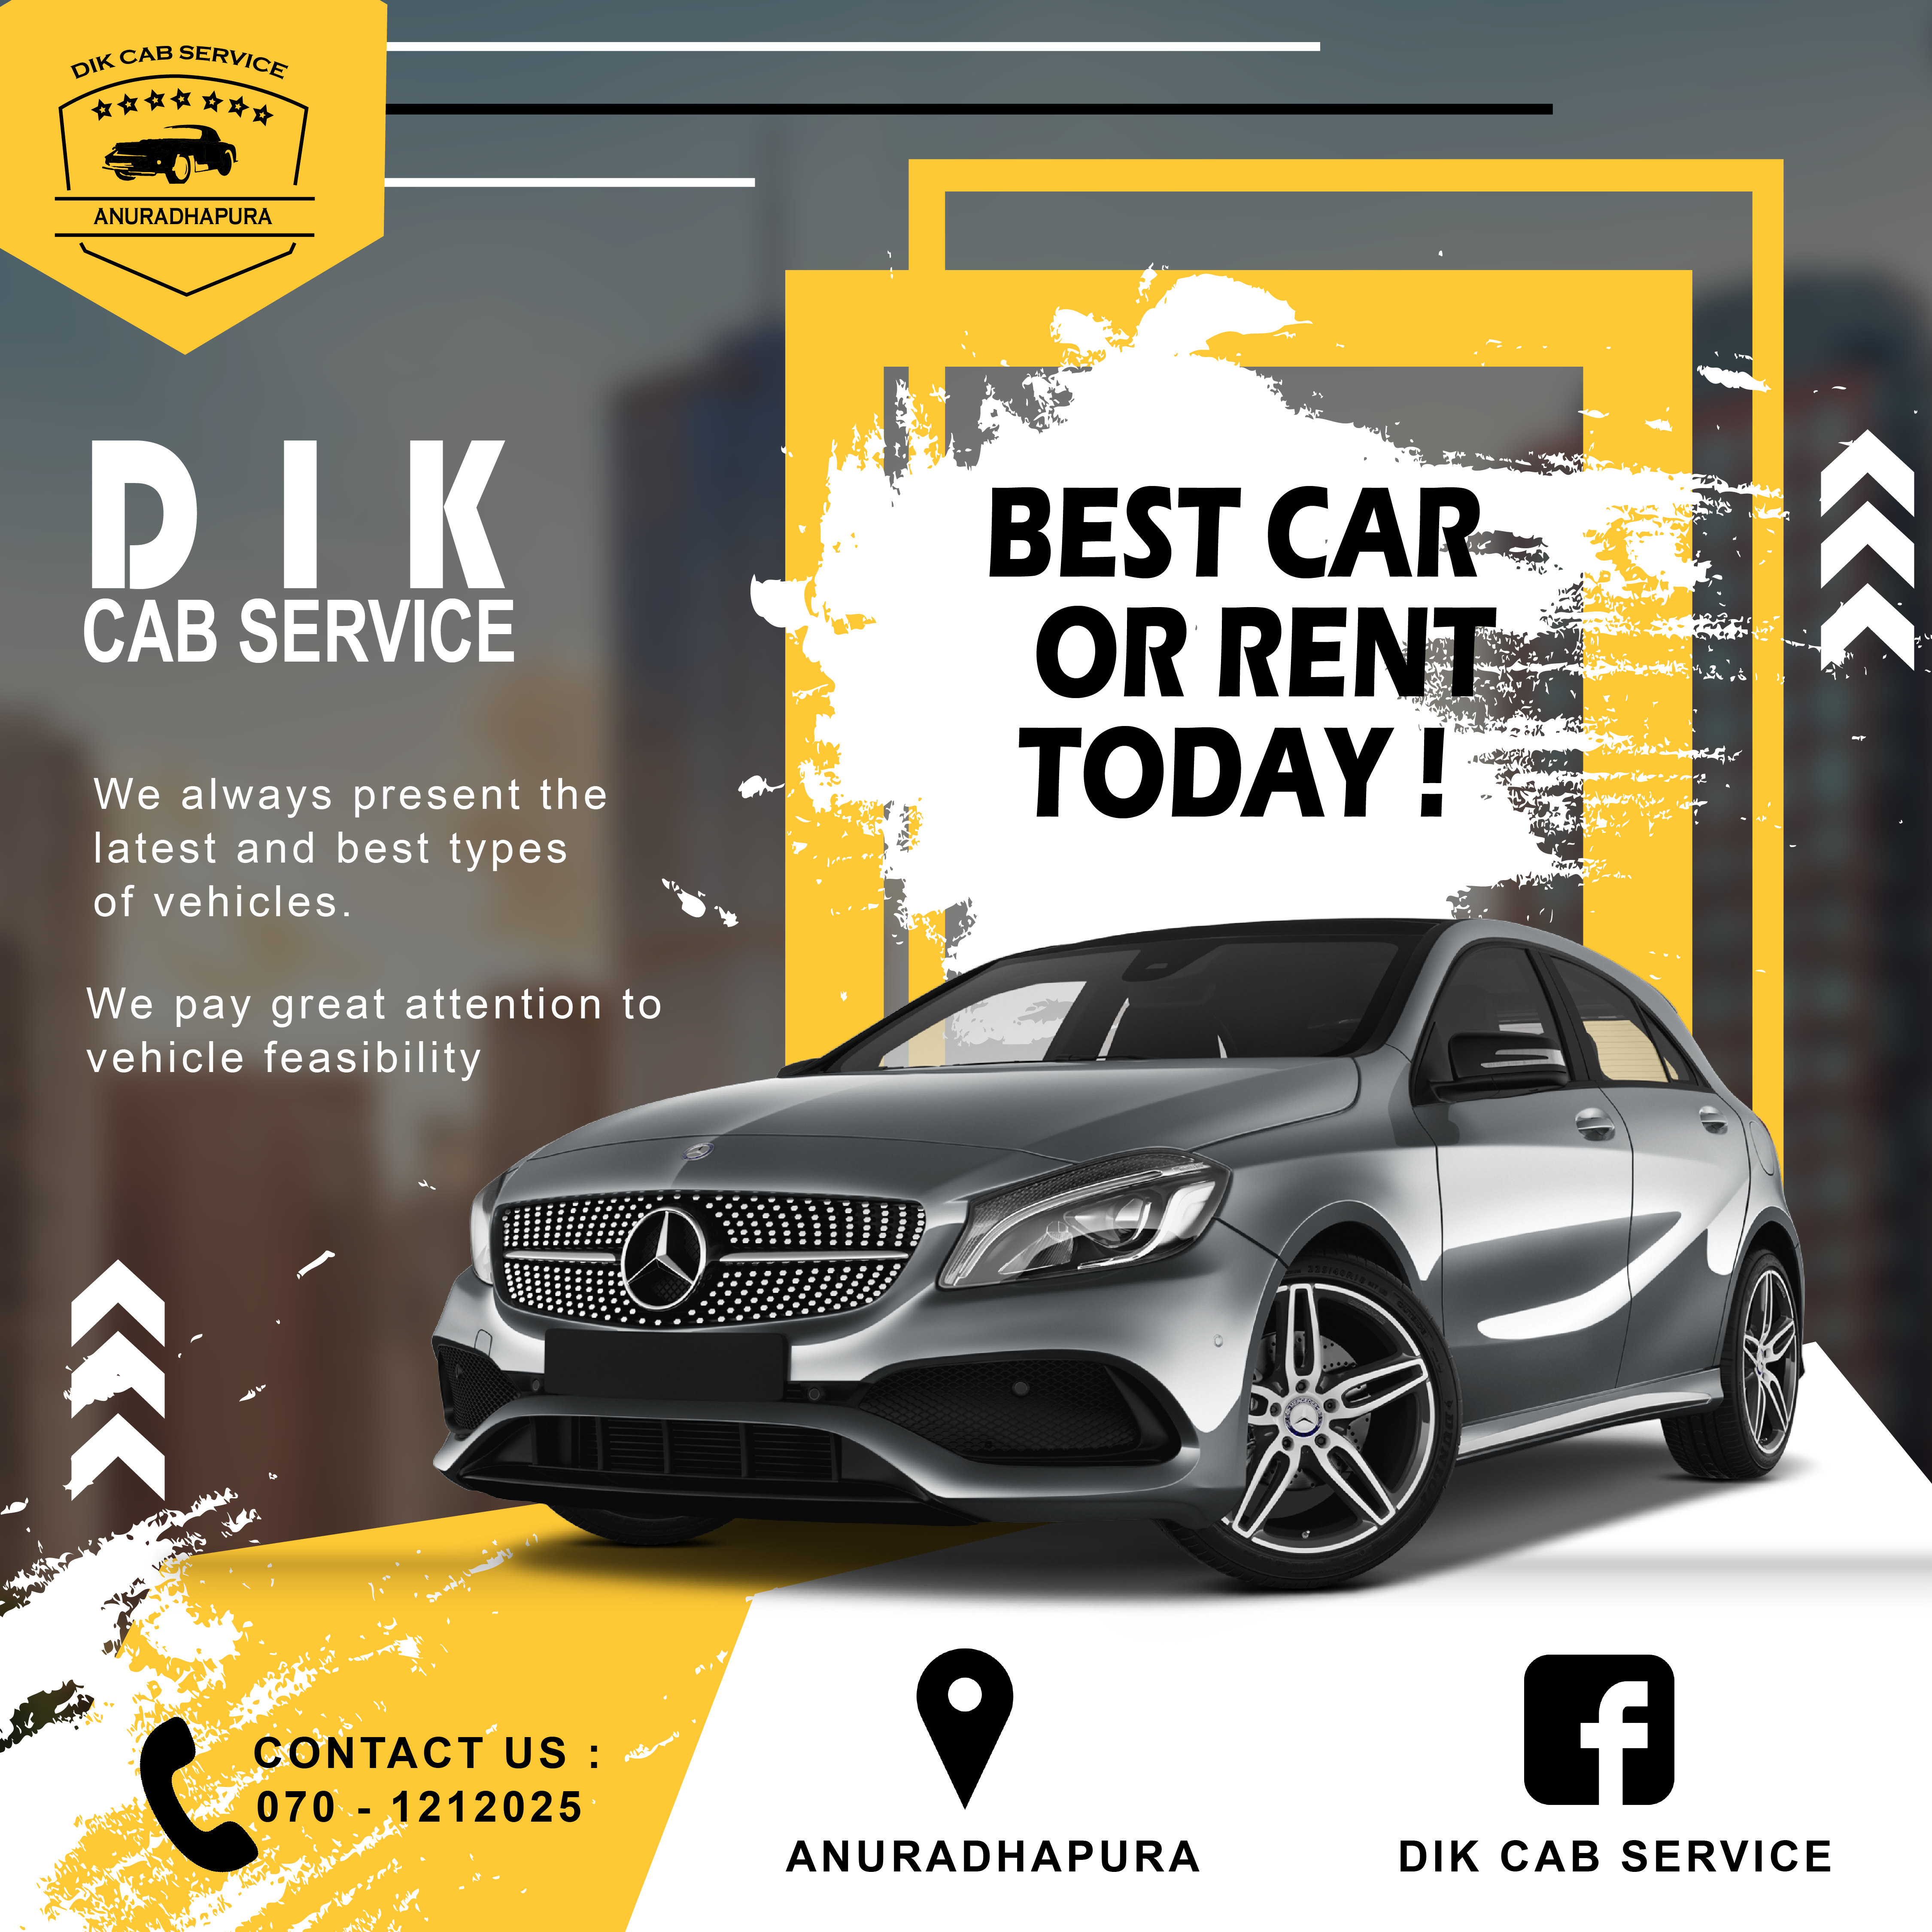 DIK CAB SERVICE
ANURADHAPURA
D I K
CAB SERVICE
We always present the
latest and best types
of vehicles.
We pay great attention to
vehicle feasibility
BEST CAR
OR RENT
TODAY !
CONTACT US :
070 - 1212025
ANURADHAPURA
DIK CAB SERVICE